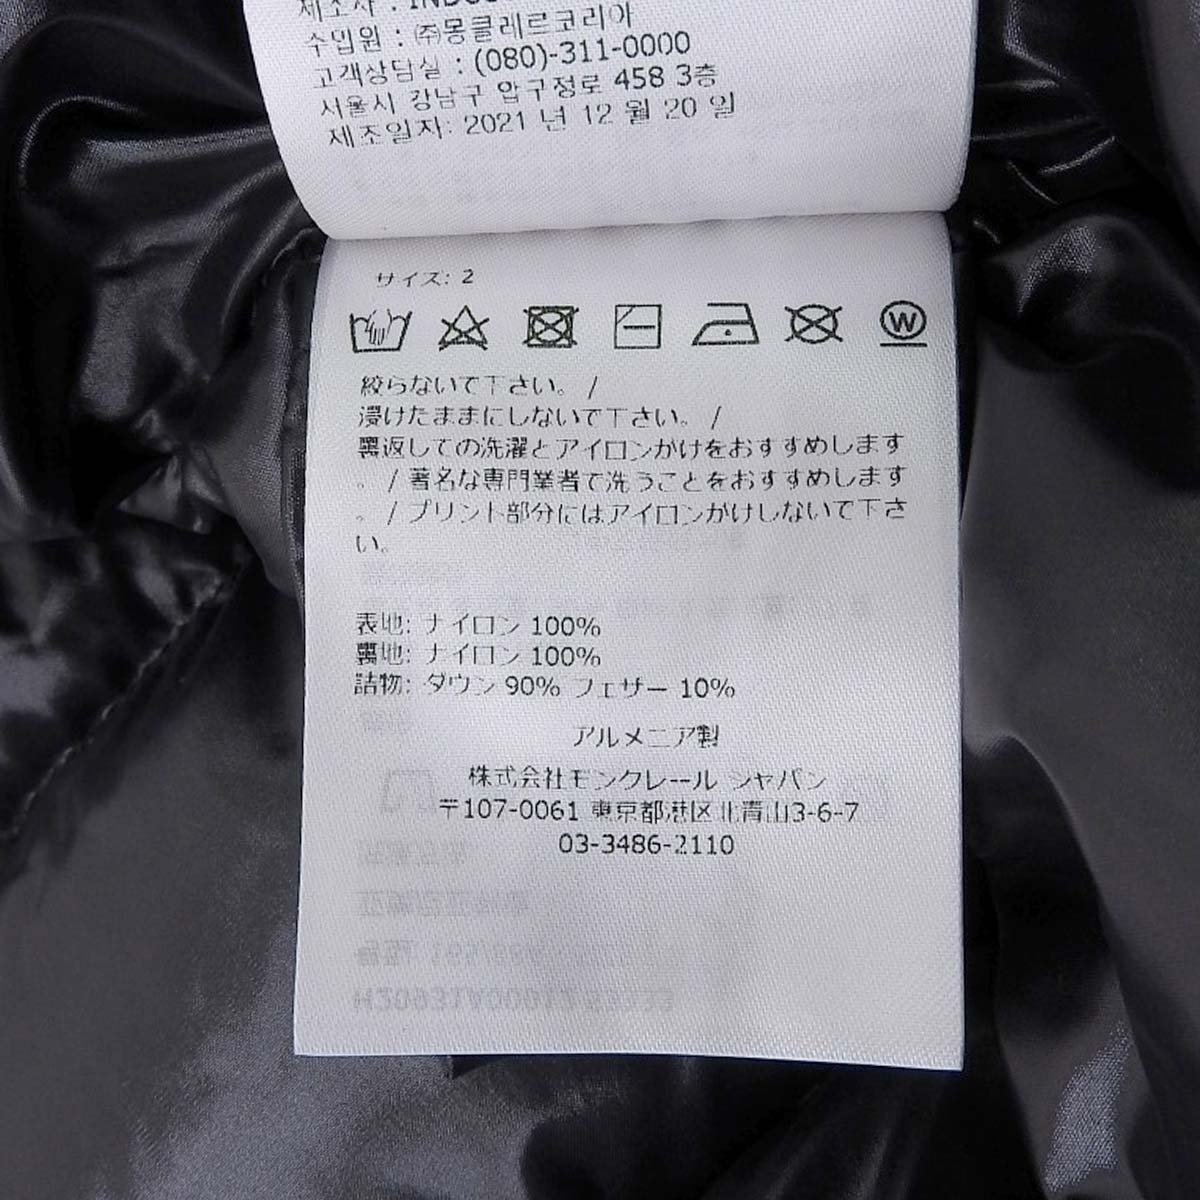 제조사 :
수입원 : ㈜몽클레르코리아
고객상담실 : (080)-311-0000
서울시 강남구 압구정로 458 3층
제조일자: 2021 년 12 월 20 일
サイズ: 2
W
絞らないで下さい。 /
浸けたままにしないで下さい。 /
裏返しての洗濯とアイロンがけをおすすめします
。 / 著名な専門業者で洗うことをおすすめします
。 / プリント部分にはアイロンがけしないで下さ
い。
表地: ナイロン 100%
裏地: ナイロン 100%
詰物: ダウン 90% フェザー 10%
アルメニア製
株式会社モンクレール ジャパン
〒107-0061 東京都港区北青山3-6-7
03-3486-2110